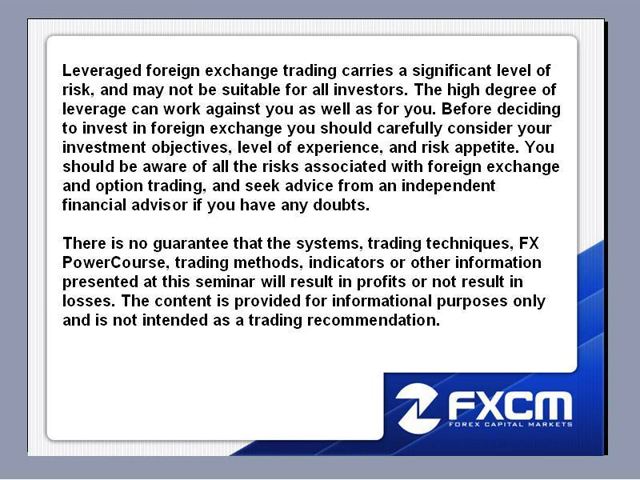 Leveraged foreign exchange trading carries a significant level of
risk, and may not be suitable for all investors. The high degree of
leverage can work against you as well as for you. Before deciding
to invest in foreign exchange you should carefully consider your
investment objectives, level of experience, and risk appetite. You
should be aware of all the risks associated with foreign exchange
and option trading, and seek advice from an independent
financial advisor if you have any doubts.
There is no guarantee that the systems, trading techniques, FX
PowerCourse, trading methods, indicators or other information
presented at this seminar will result in profits or not result in
losses. The content is provided for informational purposes only
and is not intended as a trading recommendation.
FXCM
FOREX CAPITAL MARKETS